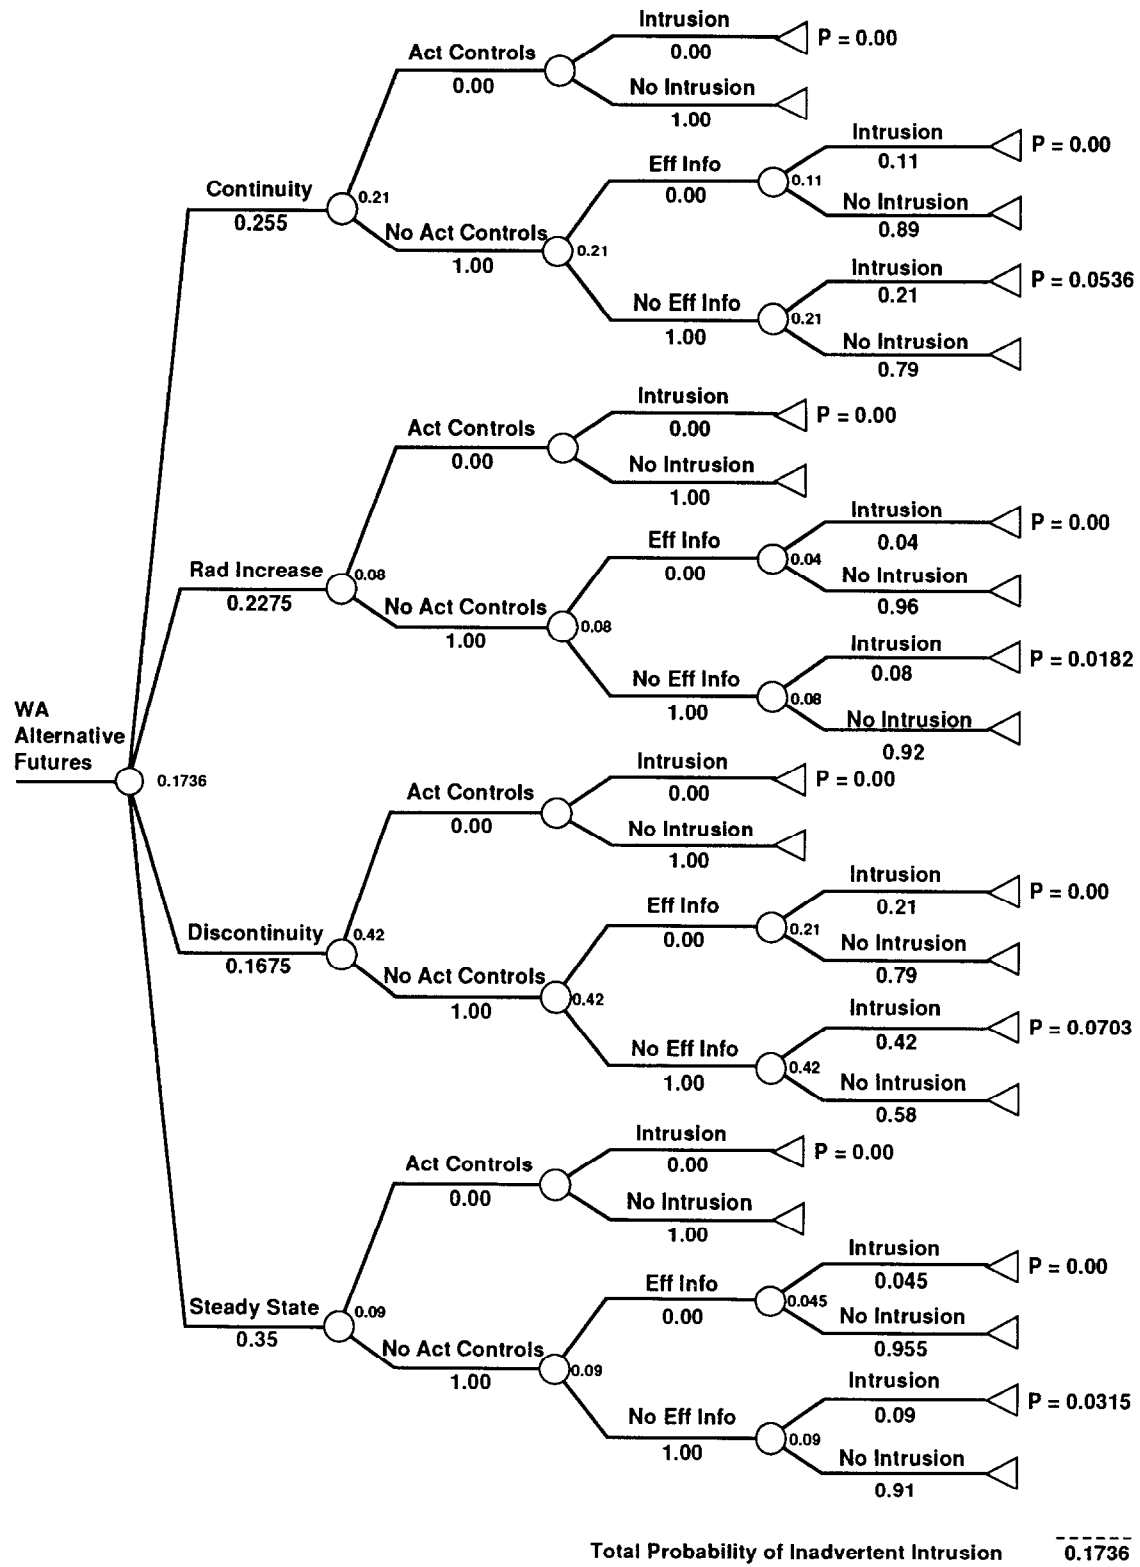 Intrusion
P = 0.00
Act Controls
0.00
0.00
No Intrusion
1.00
Intrusion
P = 0.00
0.11
Eff Info
0.11
0.00
No Intrusion
0.89
Continuity
0.21
0.255
No Act Controls
0.21
1.00
Intrusion
P = 0.0536
0.21
No Eff Info
0.21
1.00
No Intrusion
0.79
Intrusion
P = 0.00
Act Controls
0.00
0.00
No Intrusion
1.00
Intrusion
P = 0.00
0.04
Eff Info
0.04
0.00
No Intrusion
0.96
Rad Increase
0.08
0.2275
No Act Controls
0.08
1.00
Intrusion
P = 0.0182
0.08
No Eff Info
0.08
1.00
No Intrusion
0.92
WA
Alternative
Futures
0.1736
Intrusion
P = 0.00
Act Controls
0.00
0.00
No Intrusion
1.00
Intrusion
P = 0.00
0.21
Eff Info
0.21
0.00
No Intrusion
0.79
Discontinuity
0.42
0.1675
No Act Controls
0.42
1.00
Intrusion
P = 0.0703
0.42
No Eff Info
0.42
1.00
No Intrusion
0.58
Intrusion
P = 0.00
Act Controls
0.00
0.00
No Intrusion
1.00
Intrusion
P = 0.00
0.045
Eff Info
0.045
0.00
No Intrusion
0.955
Steady State
0.09
0.35
No Act Controls
0.09
1.00
Intrusion
P = 0.0315
0.09
No Eff Info
0.09
1.00
No Intrusion
0.91
Total Probability of Inadvertent Intrusion 0.1736